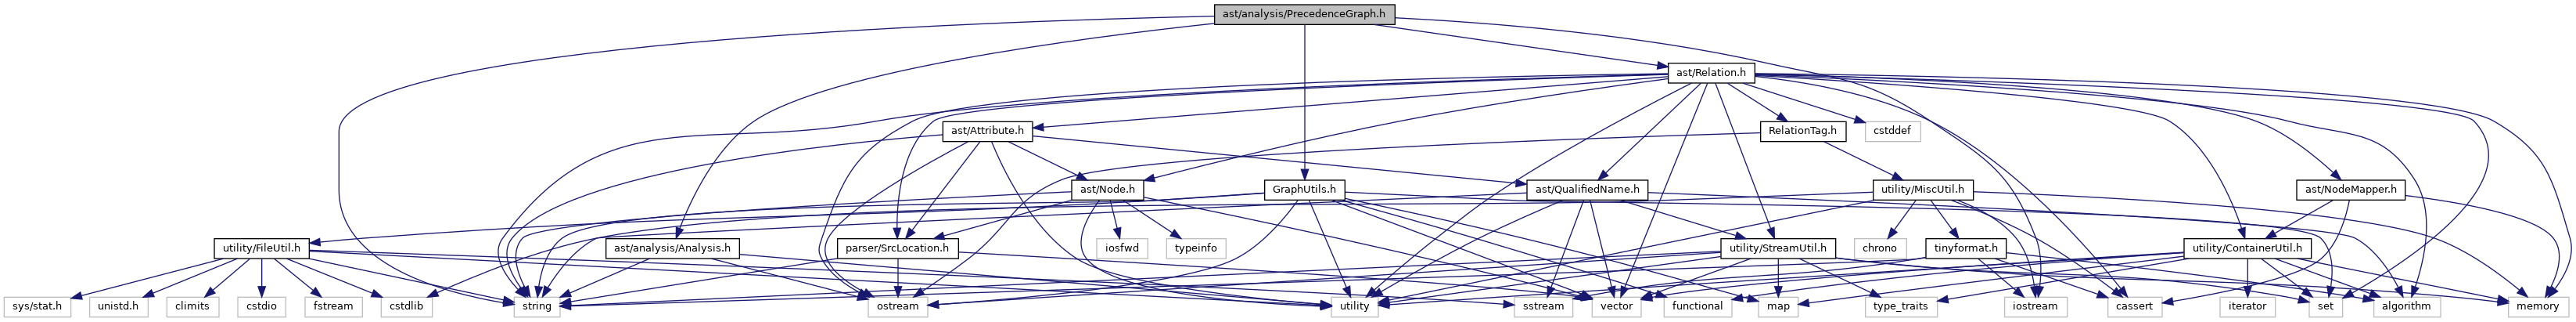 ast/analysis/PrecedenceGraph.h
ast/Relation.h
ast/Attribute.h
RelationTag.h
cstddef
ast/Node.h
GraphUtils.h
ast/QualifiedName.h
utility/MiscUtil.h
ast/NodeMapper.h
utility/FileUtil.h
ast/analysis/Analysis.h
parser/SrcLocation.h
iosfwd
typeinfo
utility/StreamUtil.h
chrono
tinyformat.h
utility/ContainerUtil.h
sys/stat.h
unistd.h
climits
cstdio
fstream
cstdlib
string
ostream
utility
sstream
vector
functional
map
type_traits
iostream
cassert
iterator
set
algorithm
memory